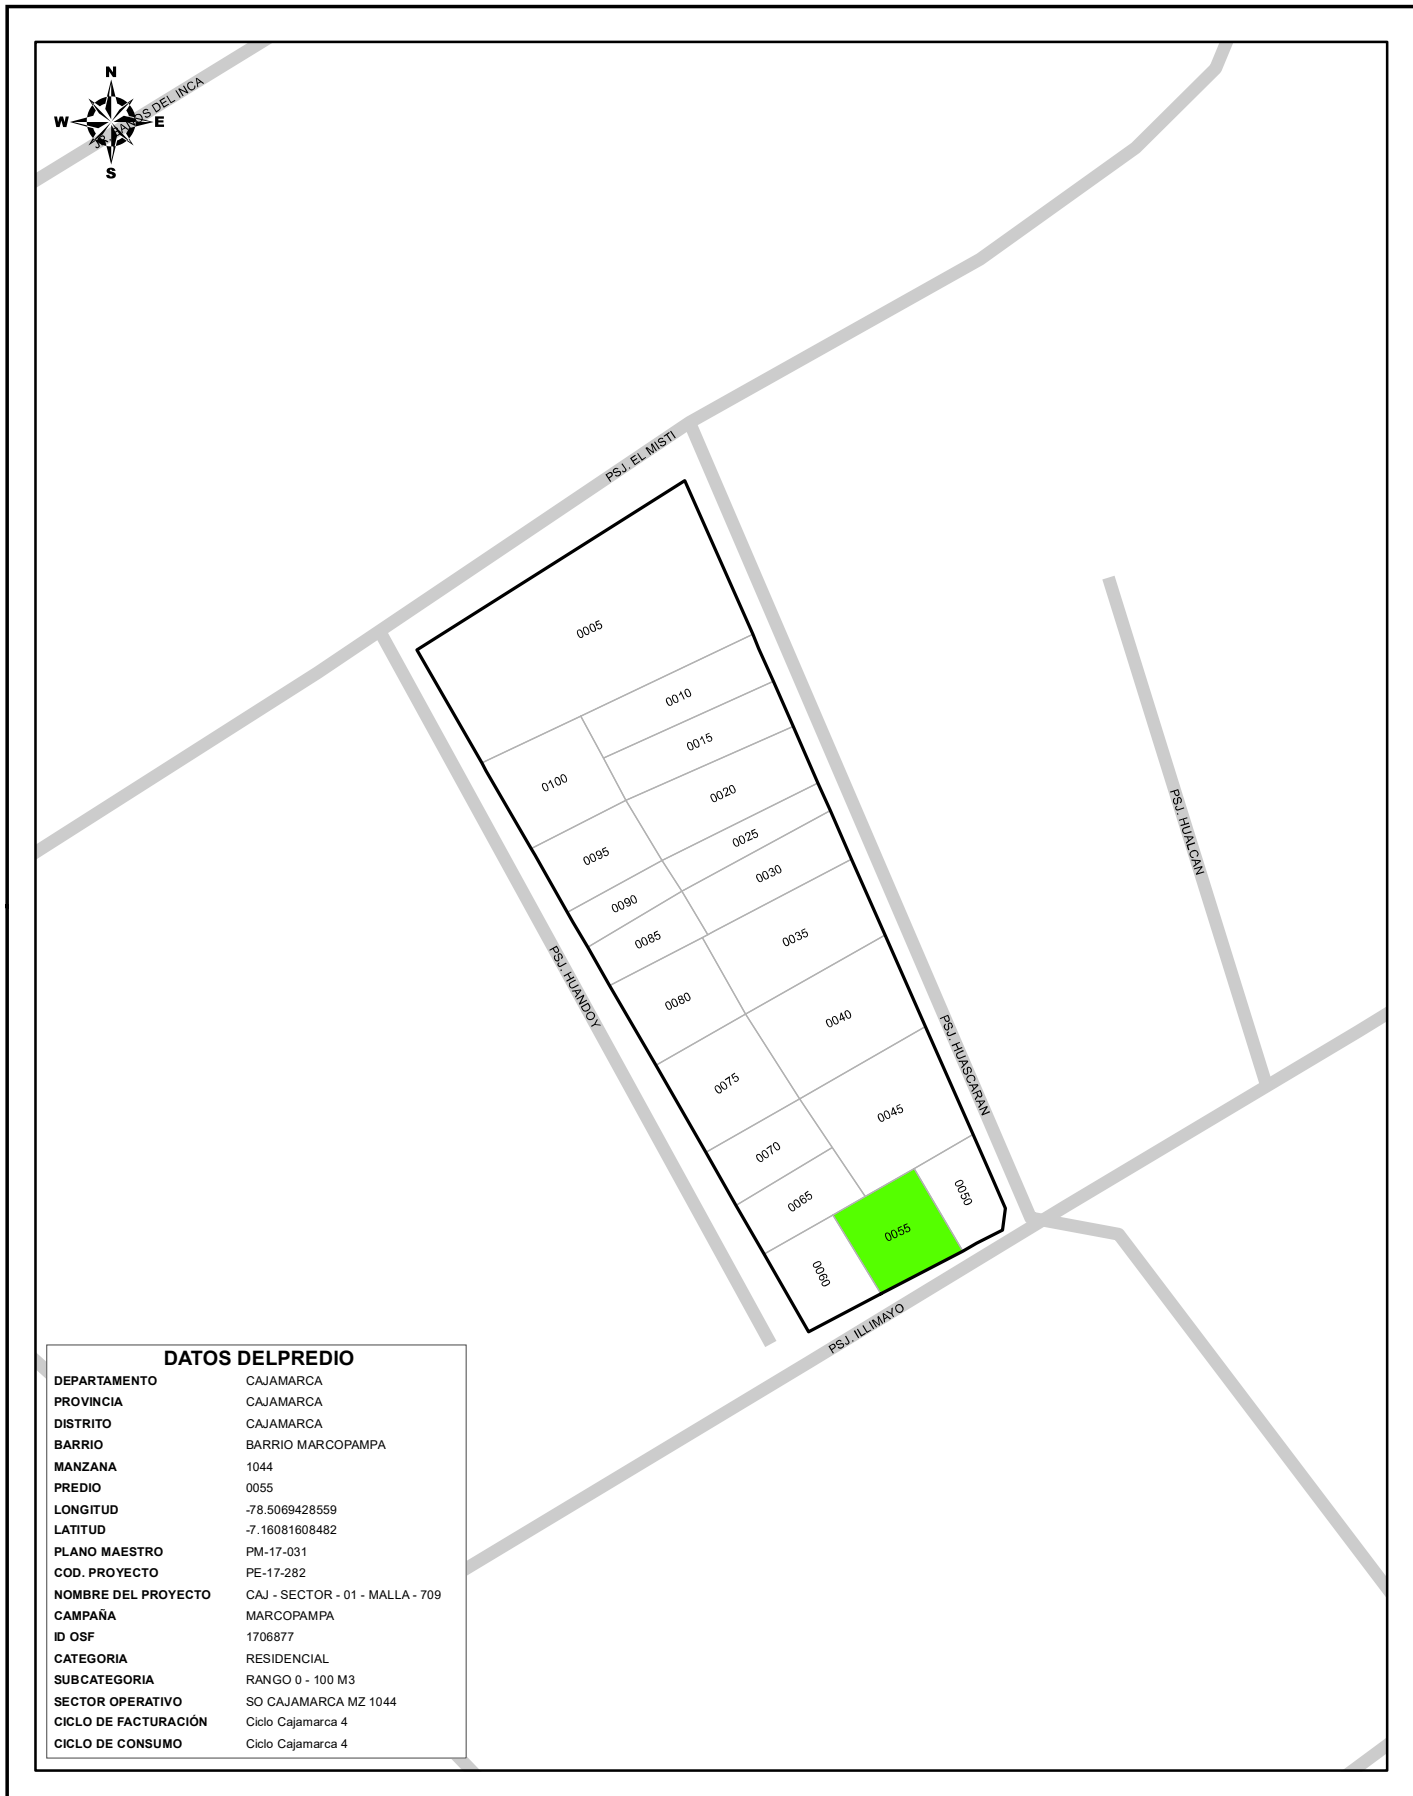 N
W
E
S
JR. BAÑOS DEL INCA
PSJ. EL MISTI
0005
0010
0015
0100
0020
0025
0095
0030
0090
0085
0035
PSJ. HUALCAN
PSJ. HUANDOY
0080
0040
PSJ. HUASCARAN
0075
0045
0070
0065
0050
0055
0060
PSJ. ILLIMAYO
DATOS DELPREDIO
DEPARTAMENTO CAJAMARCA
PROVINCIA CAJAMARCA
DISTRITO CAJAMARCA
BARRIO BARRIO MARCOPAMPA
MANZANA 1044
PREDIO 0055
LONGITUD -78.5069428559
LATITUD -7.16081608482
PLANO MAESTRO PM-17-031
COD. PROYECTO PE-17-282
NOMBRE DEL PROYECTO CAJ - SECTOR - 01 - MALLA - 709
CAMPAÑA MARCOPAMPA
ID OSF 1706877
CATEGORIA RESIDENCIAL
SUBCATEGORIA RANGO 0 - 100 M3
SECTOR OPERATIVO SO CAJAMARCA MZ 1044
CICLO DE FACTURACIÓN Ciclo Cajamarca 4
CICLO DE CONSUMO Ciclo Cajamarca 4